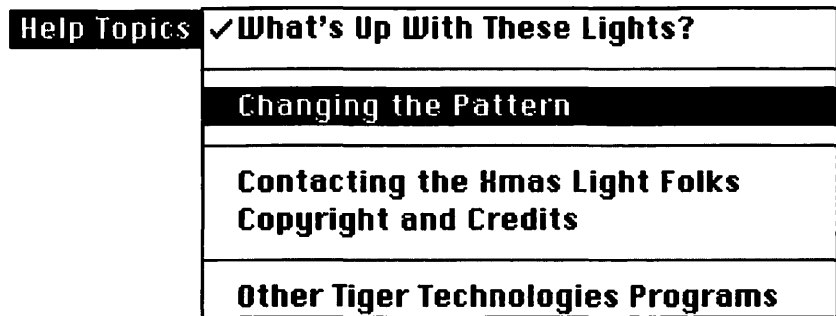 Help Topics ✓What's Up With These Lights?
Changing the Pattern
Contacting the Xmas Light Folks
Copyright and Credits
Other Tiger Technologies Programs